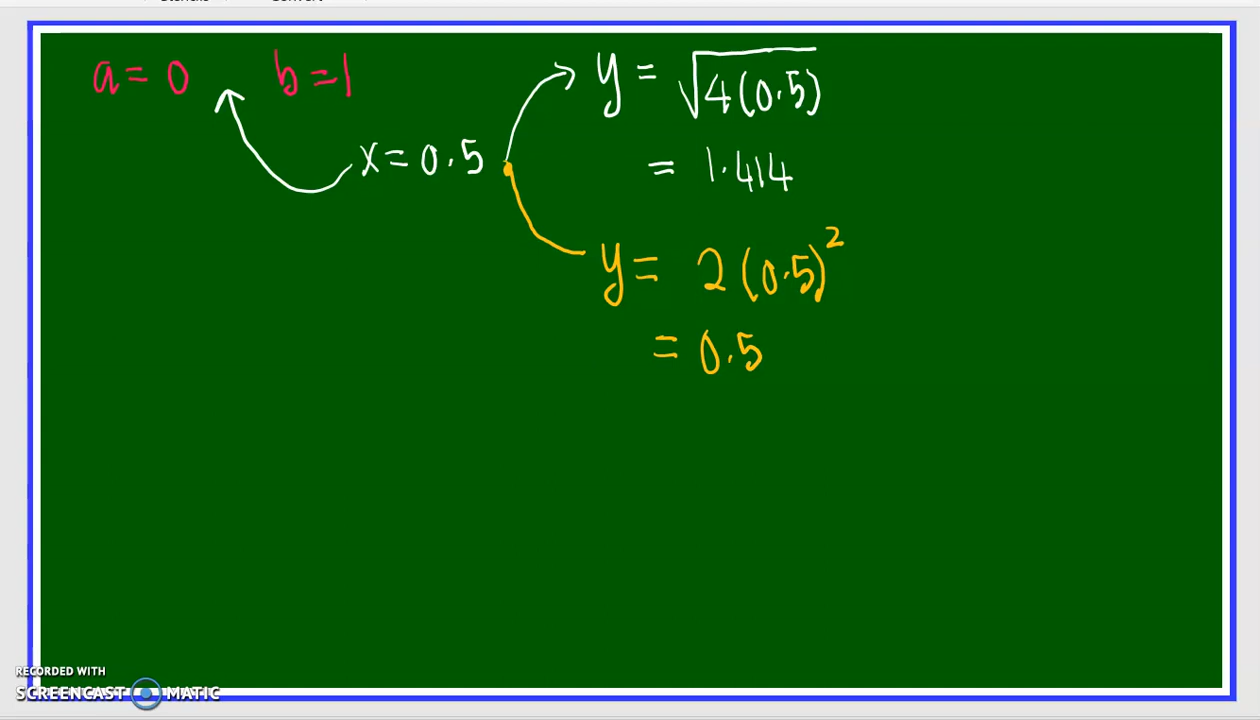 a = 0 b = 1
x = 0.5
y = √4(0.5)
= 1.414
y = 2(0.5)²
= 0.5
RECORDED WITH
SCREENCAST MATIC